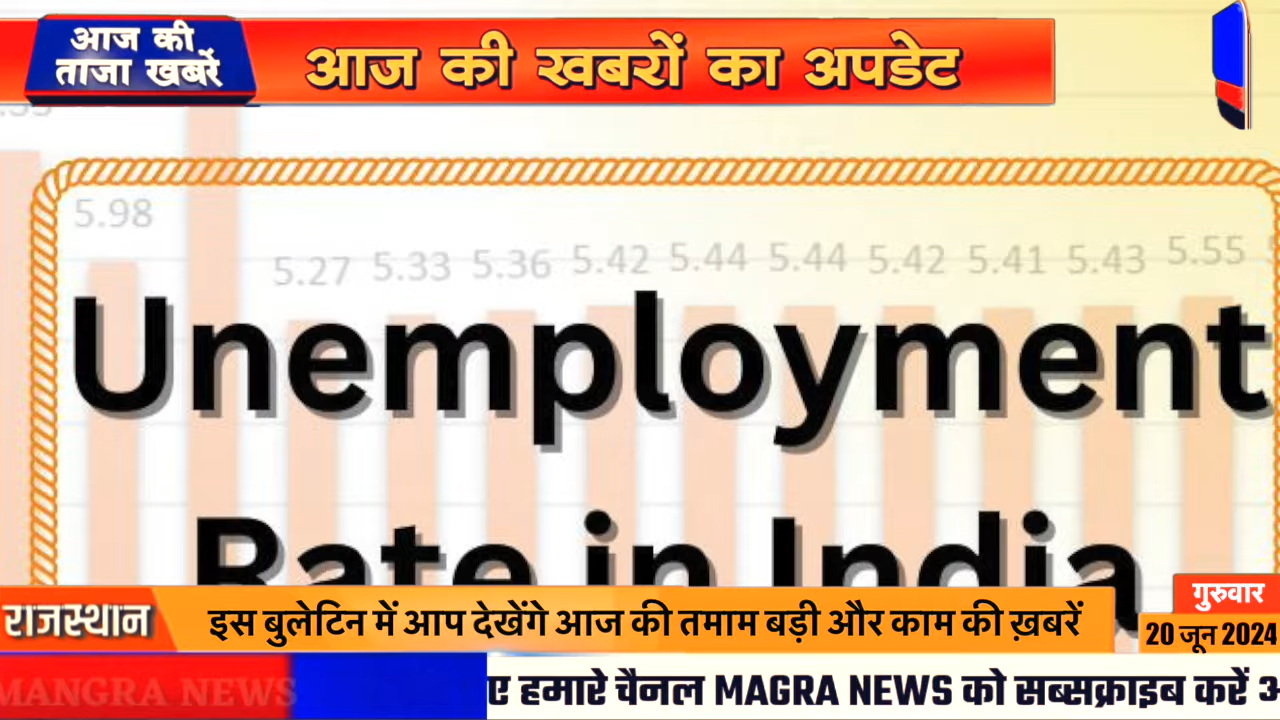 आज की
ताजा खबरें
आज की खबरों का अपडेट
5.98
5.27 5.33 5.36 5.42 5.44 5.44 5.42 5.41 5.43 5.55
Unemployment
Rate in India
राजस्थान
इस बुलेटिन में आप देखेंगे आज की तमाम बड़ी और काम की ख़बरें
गुरुवार
20 जून 2024
MANGRA NEWS
ए हमारे चैनल MAGRA NEWS को सब्सक्राइब करें